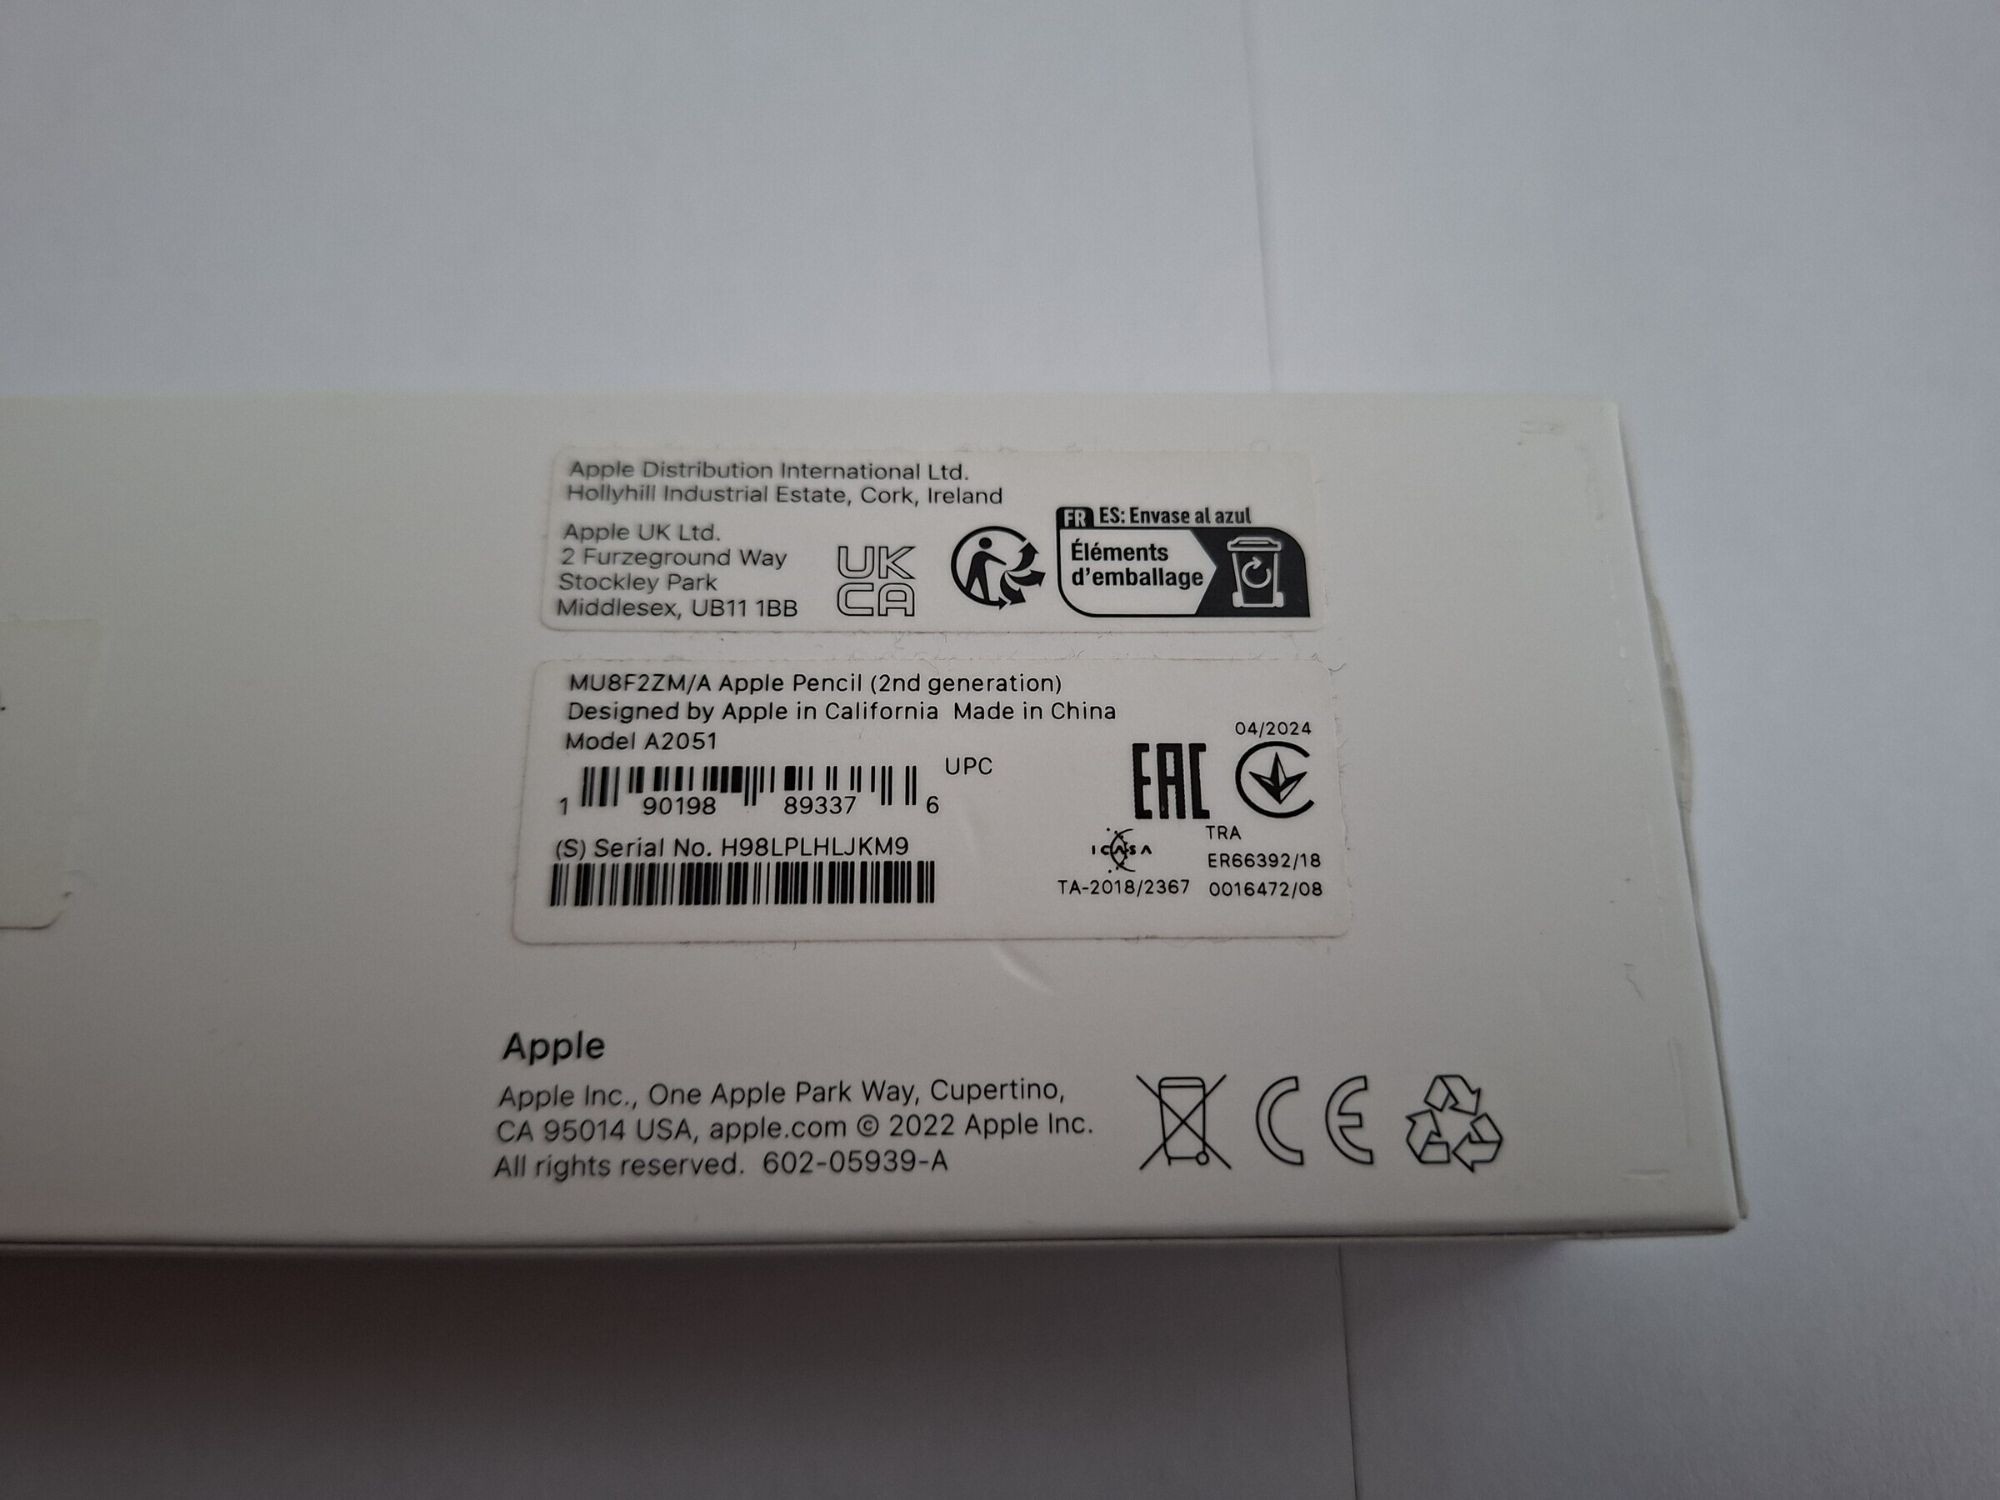 Apple Distribution International Ltd.
Hollyhill Industrial Estate, Cork, Ireland
Apple UK Ltd.
2 Furzeground Way
Stockley Park
Middlesex, UB11 1BB
UK
CA
FR ES: Envase al azul
Éléments
d'emballage
MU8F2ZM/A Apple Pencil (2nd generation)
Designed by Apple in California Made in China
Model A2051
UPC
1 90198 89337 6
(S) Serial No. H98LPLHLJKM9
EAC
04/2024
ICASA
TA-2018/2367
TRA
ER66392/18
0016472/08
Apple
Apple Inc., One Apple Park Way, Cupertino,
CA 95014 USA, apple.com © 2022 Apple Inc.
All rights reserved. 602-05939-A
CE